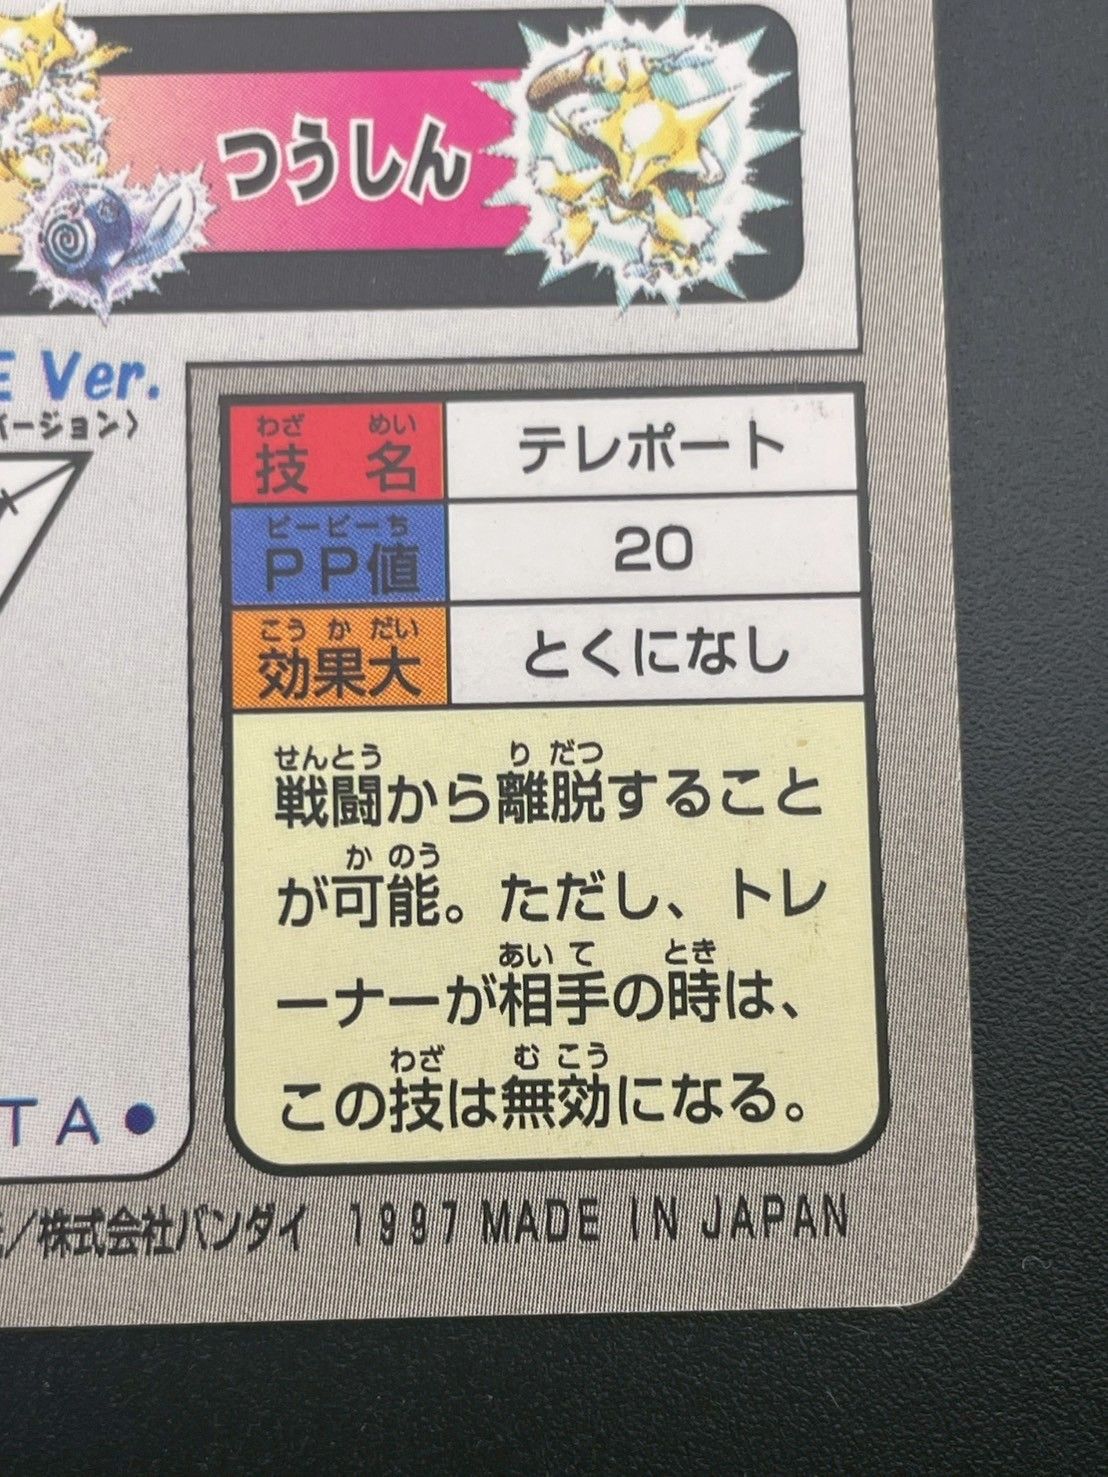 つうしん
E Ver.
バージョン〉
わざ めい
技 名
テレポート
ピーピーち
PP値
20
こう か だい
効果大
とくになし
せんとう り だつ
戦闘から離脱すること
か のう
が可能。ただし、トレ
あい て とき
ーナーが相手の時は、
わざ む こう
この技は無効になる。
TA●
/株式会社バンダイ 1997 MADE IN JAPAN